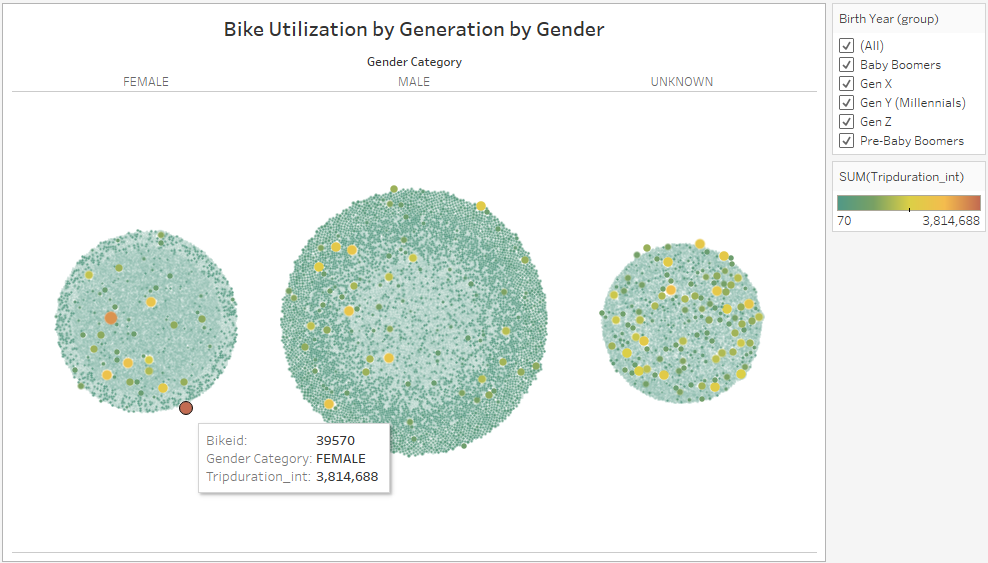 Bike Utilization by Generation by Gender
Gender Category
FEMALE MALE UNKNOWN
Bikeid: 39570
Gender Category: FEMALE
Tripduration_int: 3,814,688
Birth Year (group)
(All)
Baby Boomers
Gen X
Gen Y (Millennials)
Gen Z
Pre-Baby Boomers
SUM(Tripduration_int)
70 3,814,688